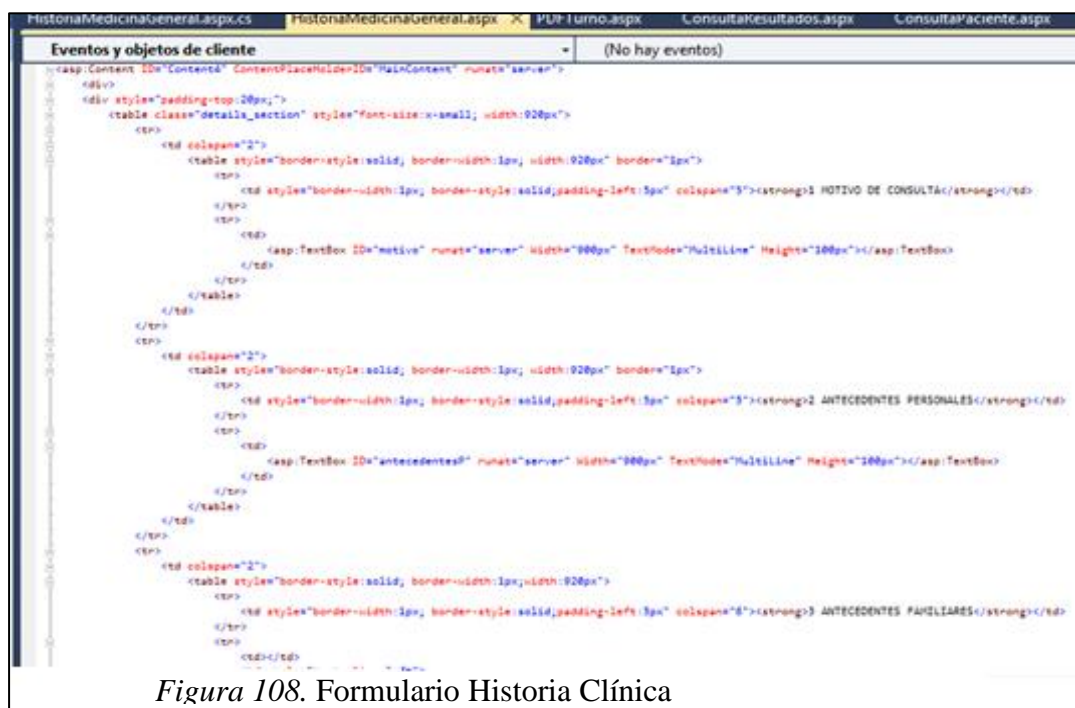 HistoriaMedicinaGeneral.aspx.cs HistoriaMedicinaGeneral.aspx X PDFTurno.aspx ConsultaResultados.aspx ConsultaPaciente.aspx
Eventos y objetos de cliente (No hay eventos)
<asp:Content ID="Content6" ContentPlaceHolderID="MainContent" runat="server">
<div>
<div style="padding-top:20px;">
<table class="details_section" style="font-size:x-small; width:920px">
<tr>
<td colspan="2">
<table style="border-style:solid; border-width:1px; width:920px" border="1px">
<tr>
<td style="border-width:1px; border-style:solid;padding-left:5px" colspan="5"><strong>1 MOTIVO DE CONSULTA</strong></td>
</tr>
<tr>
<td>
<asp:TextBox ID="motivo" runat="server" Width="900px" TextMode="MultiLine" Height="100px"></asp:TextBox>
</td>
</tr>
</table>
</td>
</tr>
<tr>
<td colspan="2">
<table style="border-style:solid; border-width:1px; width:920px" border="1px">
<tr>
<td style="border-width:1px; border-style:solid;padding-left:5px" colspan="5"><strong>2 ANTECEDENTES PERSONALES</strong></td>
</tr>
<tr>
<td>
<asp:TextBox ID="antecedentesP" runat="server" Width="900px" TextMode="MultiLine" Height="100px"></asp:TextBox>
</td>
</tr>
</table>
</td>
</tr>
<tr>
<td colspan="2">
<table style="border-style:solid; border-width:1px;width:920px">
<tr>
<td style="border-width:1px; border-style:solid;padding-left:5px" colspan="6"><strong>3 ANTECEDENTES FAMILIARES</strong></td>
</tr>
<tr>
<td></td>
Figura 108. Formulario Historia Clínica